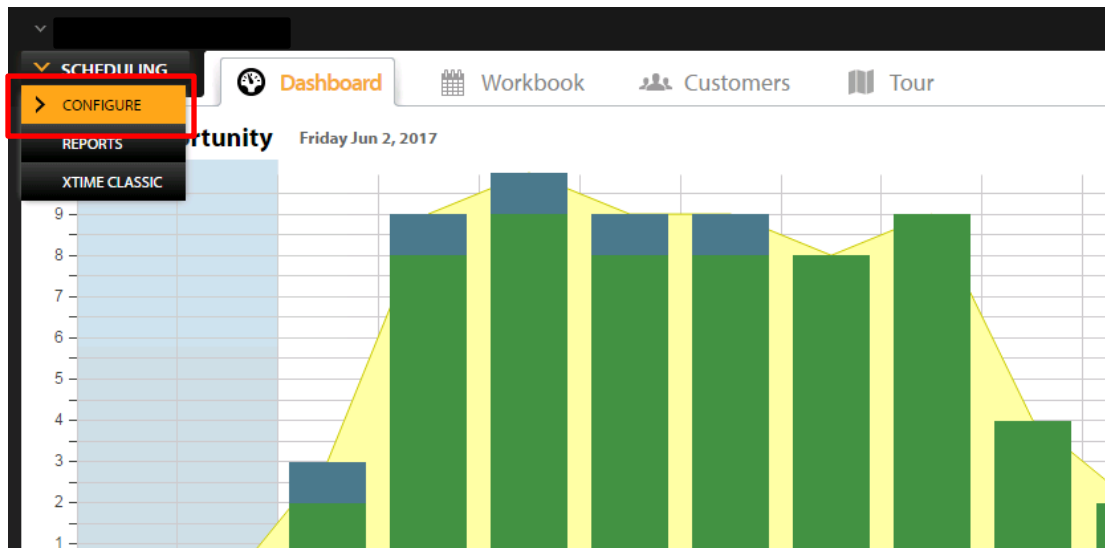 SCHEDULING
Dashboard
Workbook
Customers
Tour
CONFIGURE
REPORTS
Friday Jun 2, 2017
XTIME CLASSIC
9
8
7
6
5
4
3
2
1